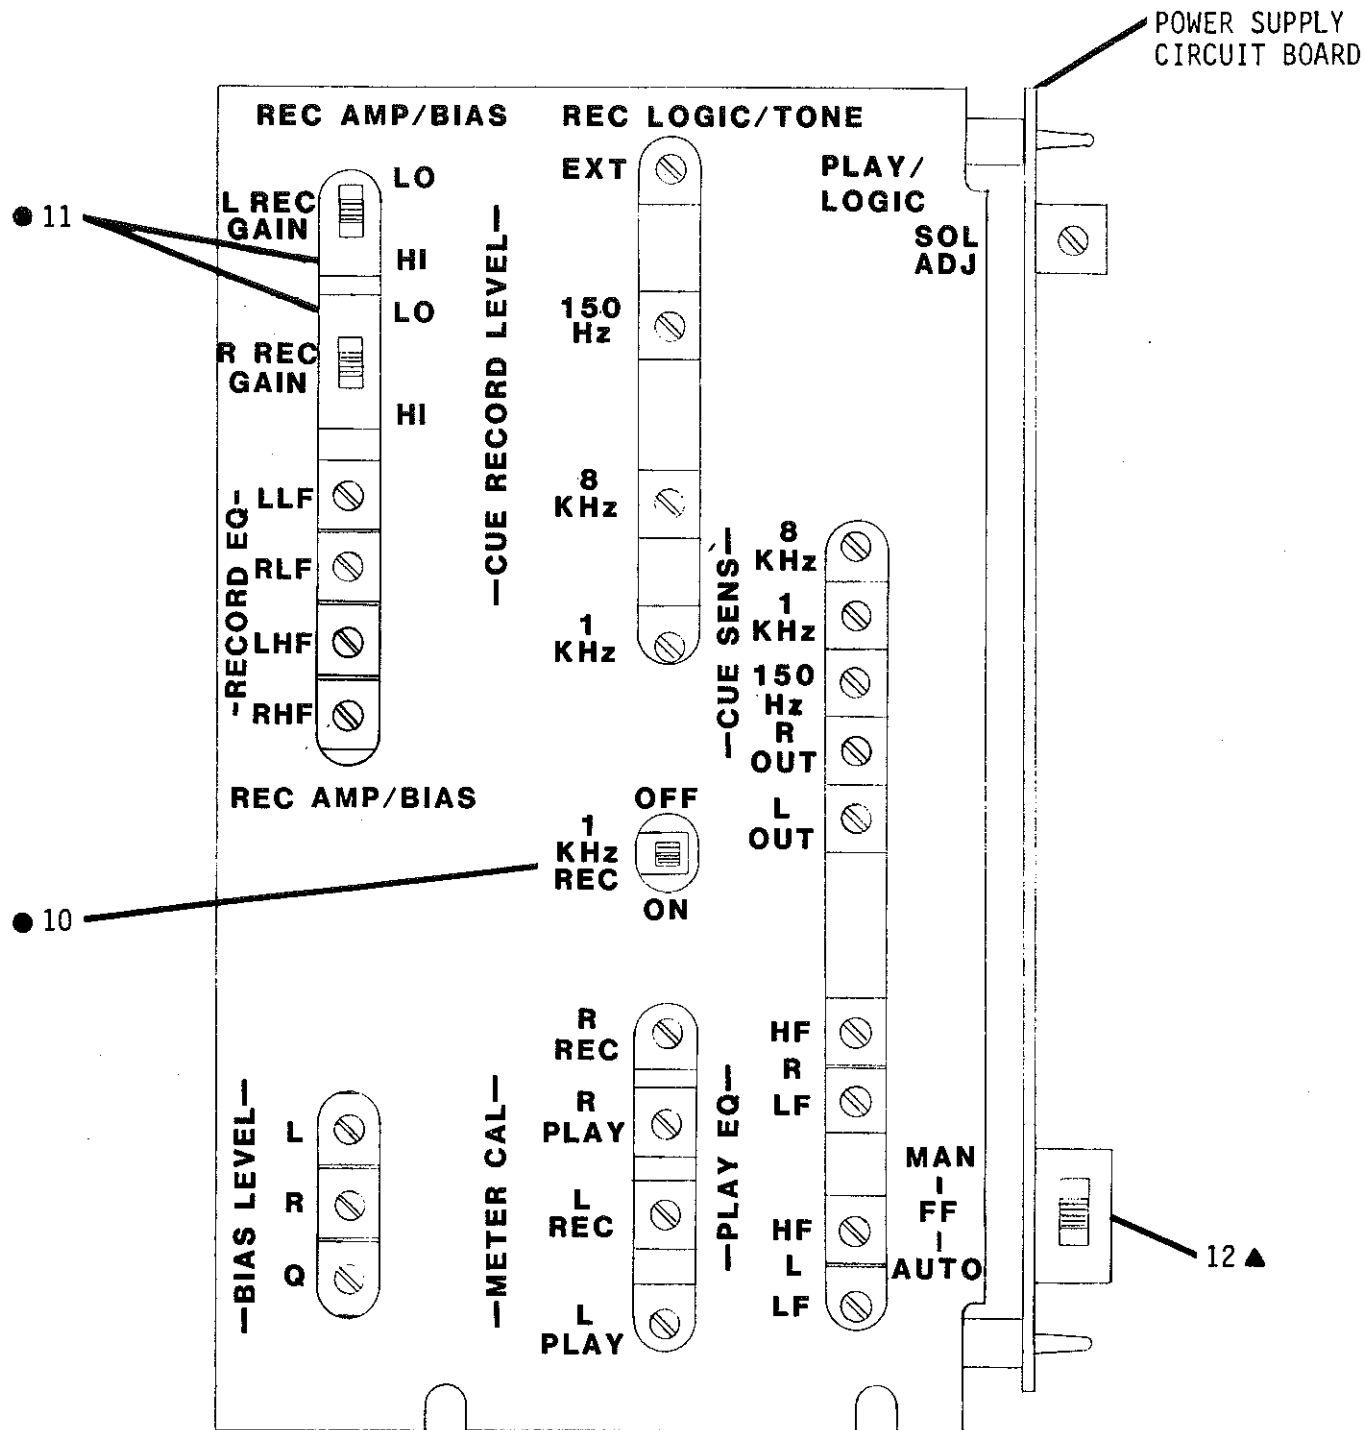 POWER SUPPLY
CIRCUIT BOARD
REC AMP/BIAS
REC LOGIC/TONE
PLAY/
LOGIC
● 11
L REC
GAIN
LO
HI
R REC
GAIN
LO
HI
—RECORD EQ—
LLF
RLF
LHF
RHF
—CUE RECORD LEVEL—
EXT
150
Hz
8
KHz
1
KHz
SOL
ADJ
—CUE SENS—
8
KHz
1
KHz
150
Hz
R
OUT
L
OUT
REC AMP/BIAS
OFF
1
KHz
REC
ON
● 10
—BIAS LEVEL—
L
R
Q
—METER CAL—
R
REC
R
PLAY
L
REC
L
PLAY
—PLAY EQ—
HF
R
LF
HF
L
LF
MAN
–
FF
–
AUTO
12 ▲